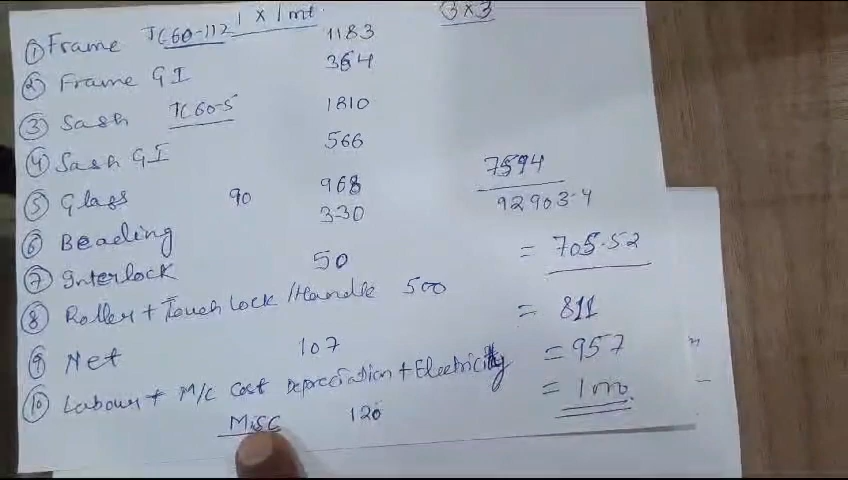 1 x 1 mt.
3x3
① Frame JC60-112 1183
② Frame GI 364
③ Sash JC60-5 1810
④ Sash GI 566
⑤ Glass 90 968
⑥ Beading 330
⑦ Interlock 50
⑧ Roller + Touch Lock / Handle 500
⑨ Net 107
⑩ Labour + M/C Cost Depreciation + Electricity
Misc 120
7594
92903.4
= 705.52
= 811
= 957